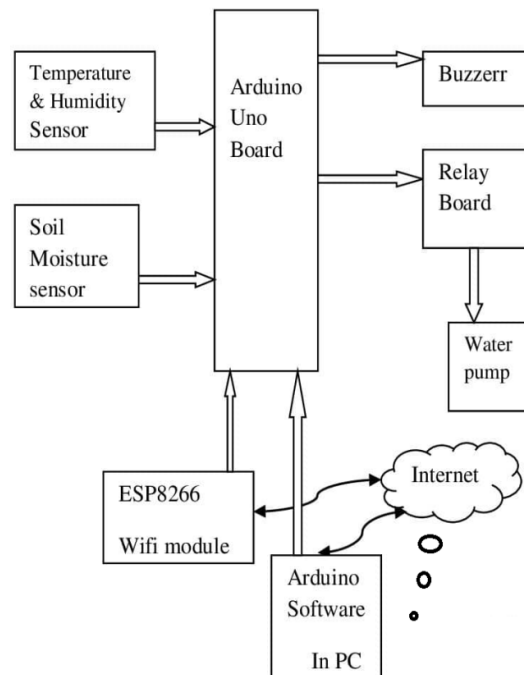 Temperature
& Humidity
Sensor
Arduino
Uno
Board
Buzzerr
Relay
Board
Soil
Moisture
sensor
Water
pump
ESP8266
Wifi module
Internet
Arduino
Software
In PC